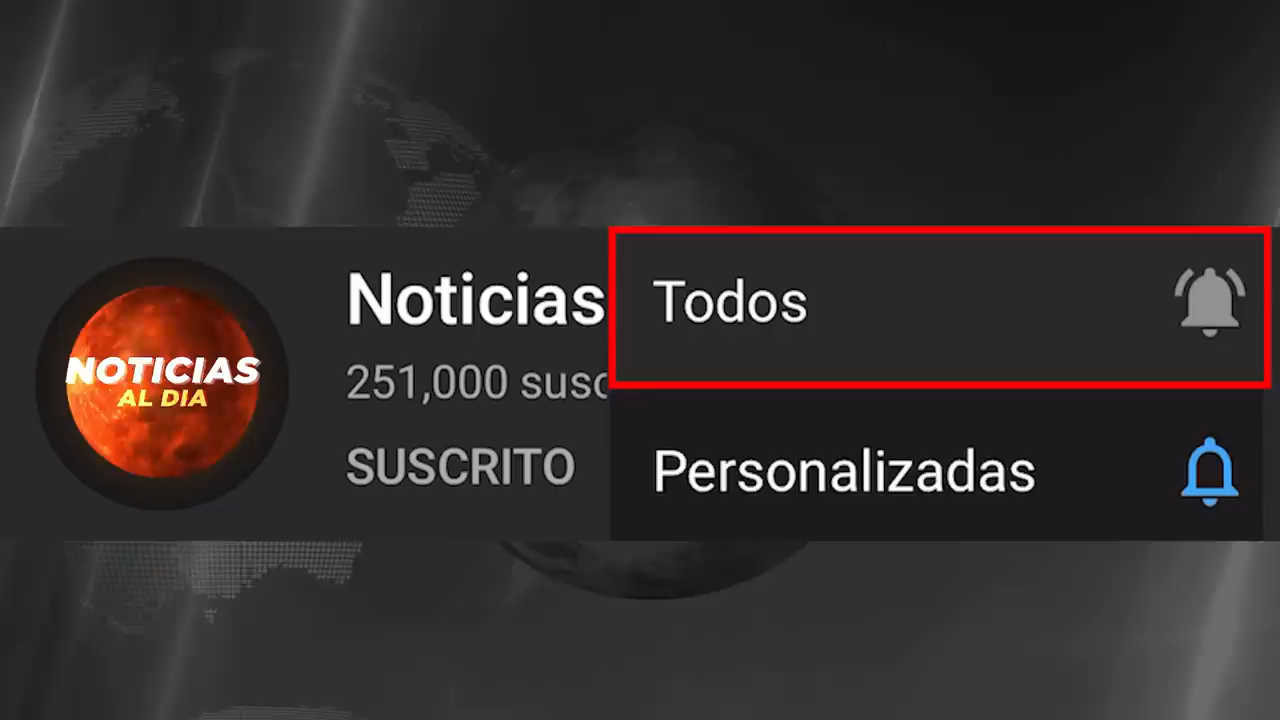 NOTICIAS
AL DIA
Noticias
251,000 susc
SUSCRITO
Todos
Personalizadas